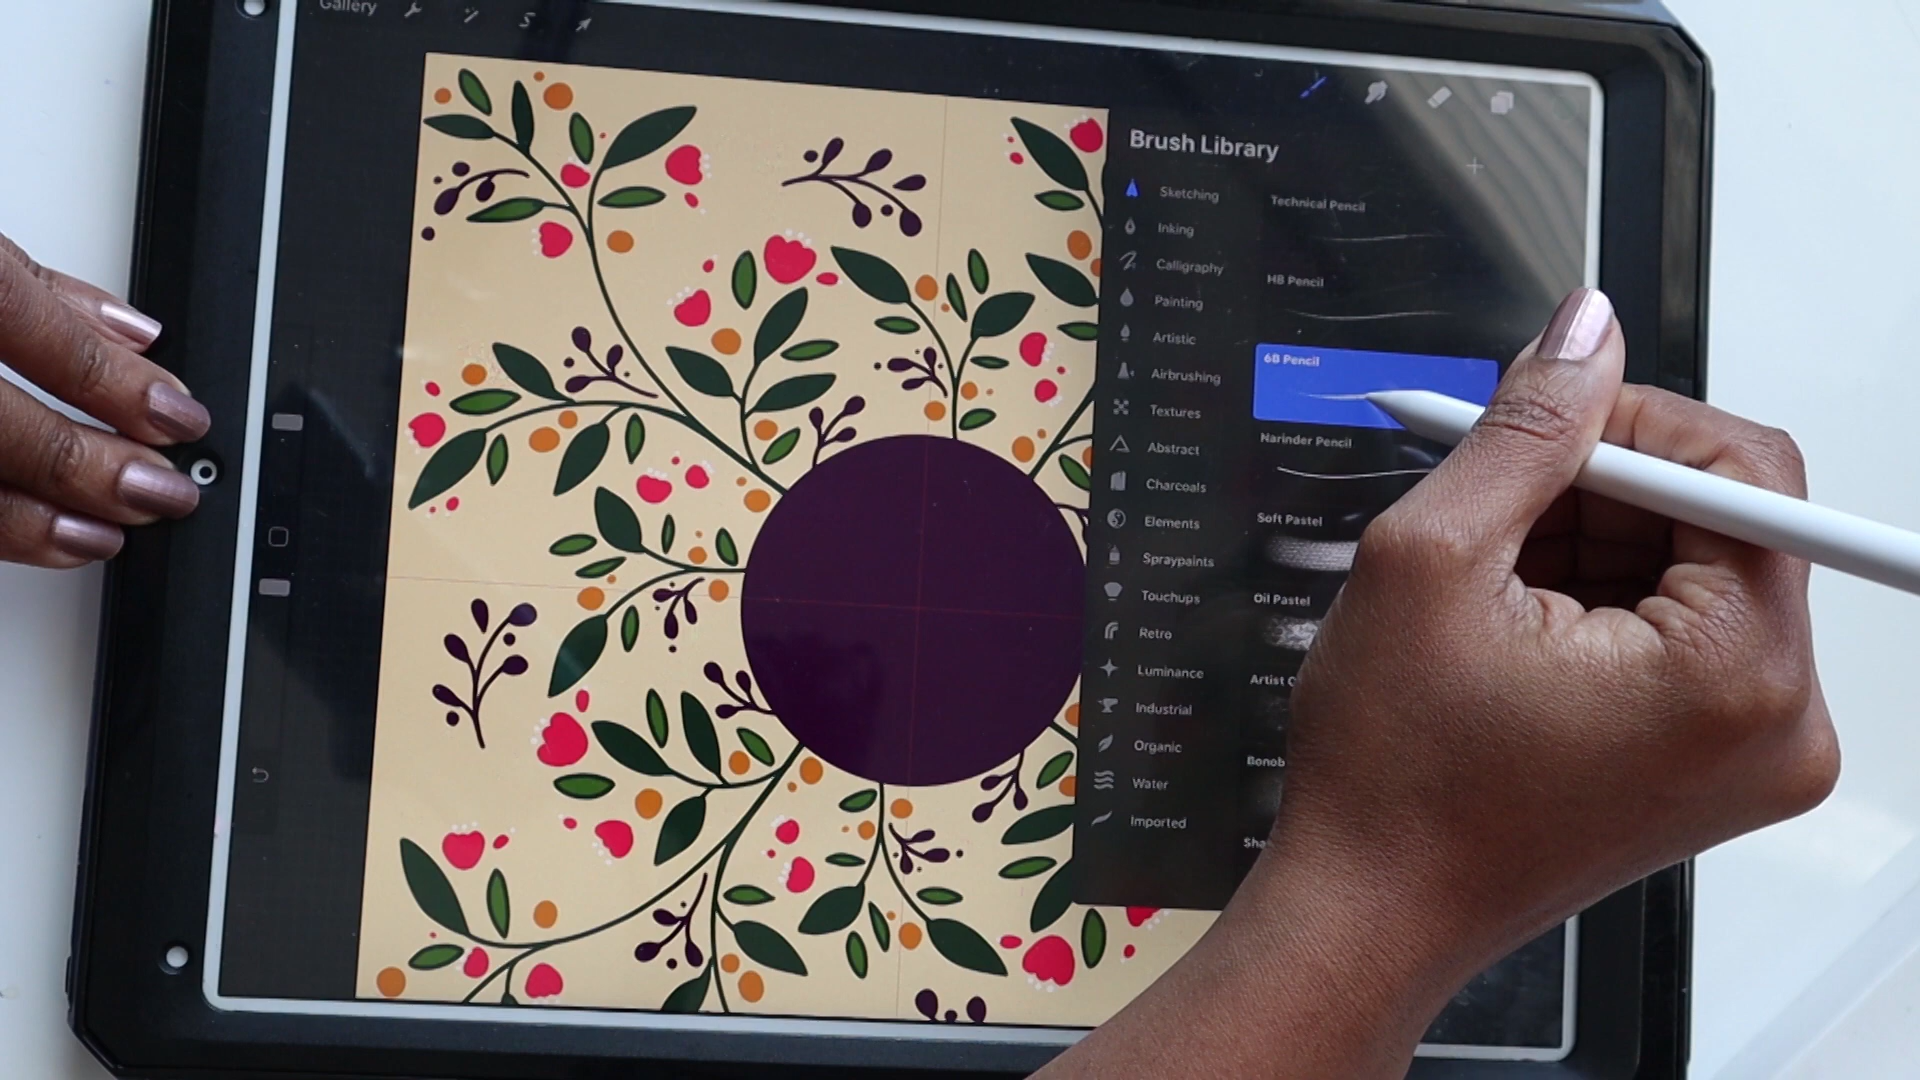 Gallery
Brush Library
Sketching
Inking
Calligraphy
Painting
Artistic
Airbrushing
Textures
Abstract
Charcoals
Elements
Spraypaints
Touchups
Retro
Luminance
Industrial
Organic
Water
Imported
Technical Pencil
HB Pencil
6B Pencil
Narinder Pencil
Soft Pastel
Oil Pastel
Artist